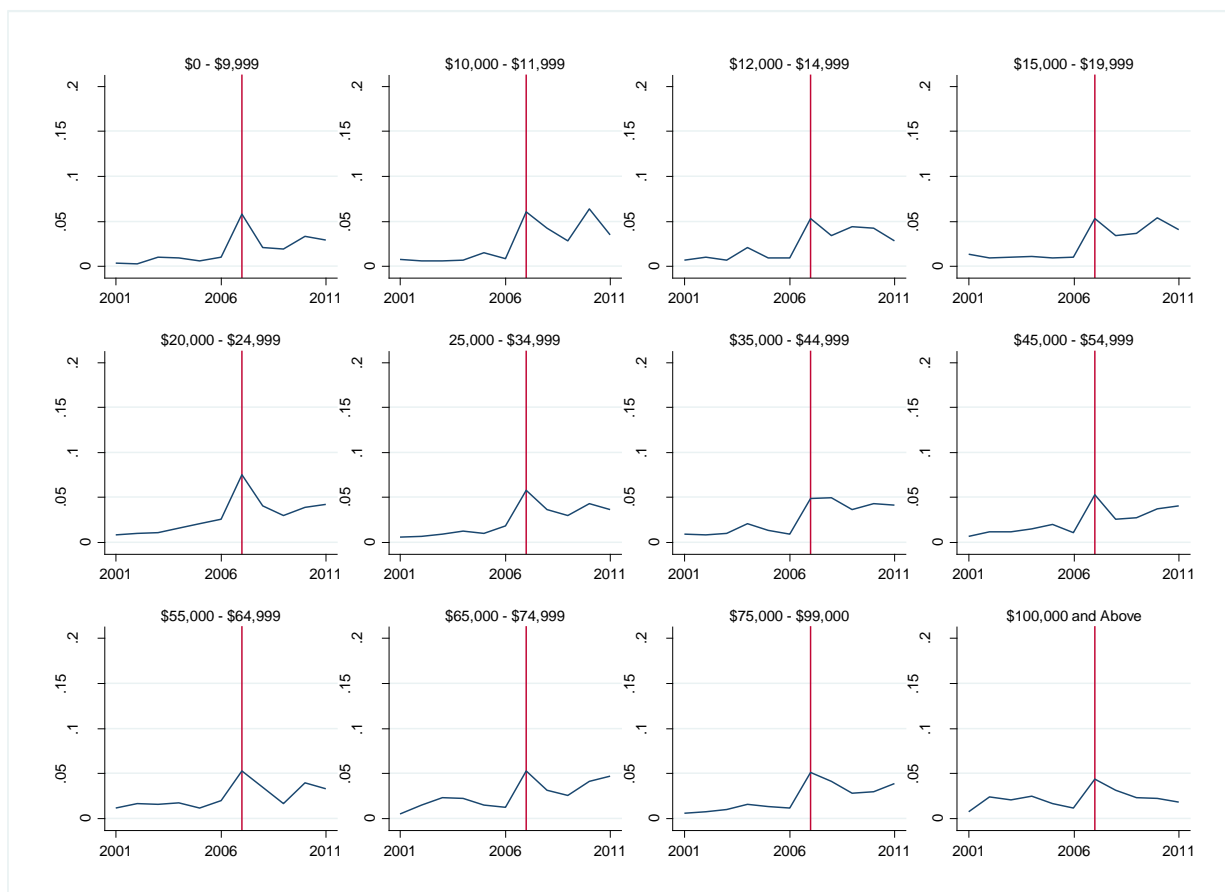 $0 - $9,999
$10,000 - $11,999
$12,000 - $14,999
$15,000 - $19,999
.2
.15
.1
.05
0
2001 2006 2011
.2
.15
.1
.05
0
2001 2006 2011
.2
.15
.1
.05
0
2001 2006 2011
.2
.15
.1
.05
0
2001 2006 2011
$20,000 - $24,999
25,000 - $34,999
$35,000 - $44,999
$45,000 - $54,999
.2
.15
.1
.05
0
2001 2006 2011
.2
.15
.1
.05
0
2001 2006 2011
.2
.15
.1
.05
0
2001 2006 2011
.2
.15
.1
.05
0
2001 2006 2011
$55,000 - $64,999
$65,000 - $74,999
$75,000 - $99,000
$100,000 and Above
.2
.15
.1
.05
0
2001 2006 2011
.2
.15
.1
.05
0
2001 2006 2011
.2
.15
.1
.05
0
2001 2006 2011
.2
.15
.1
.05
0
2001 2006 2011